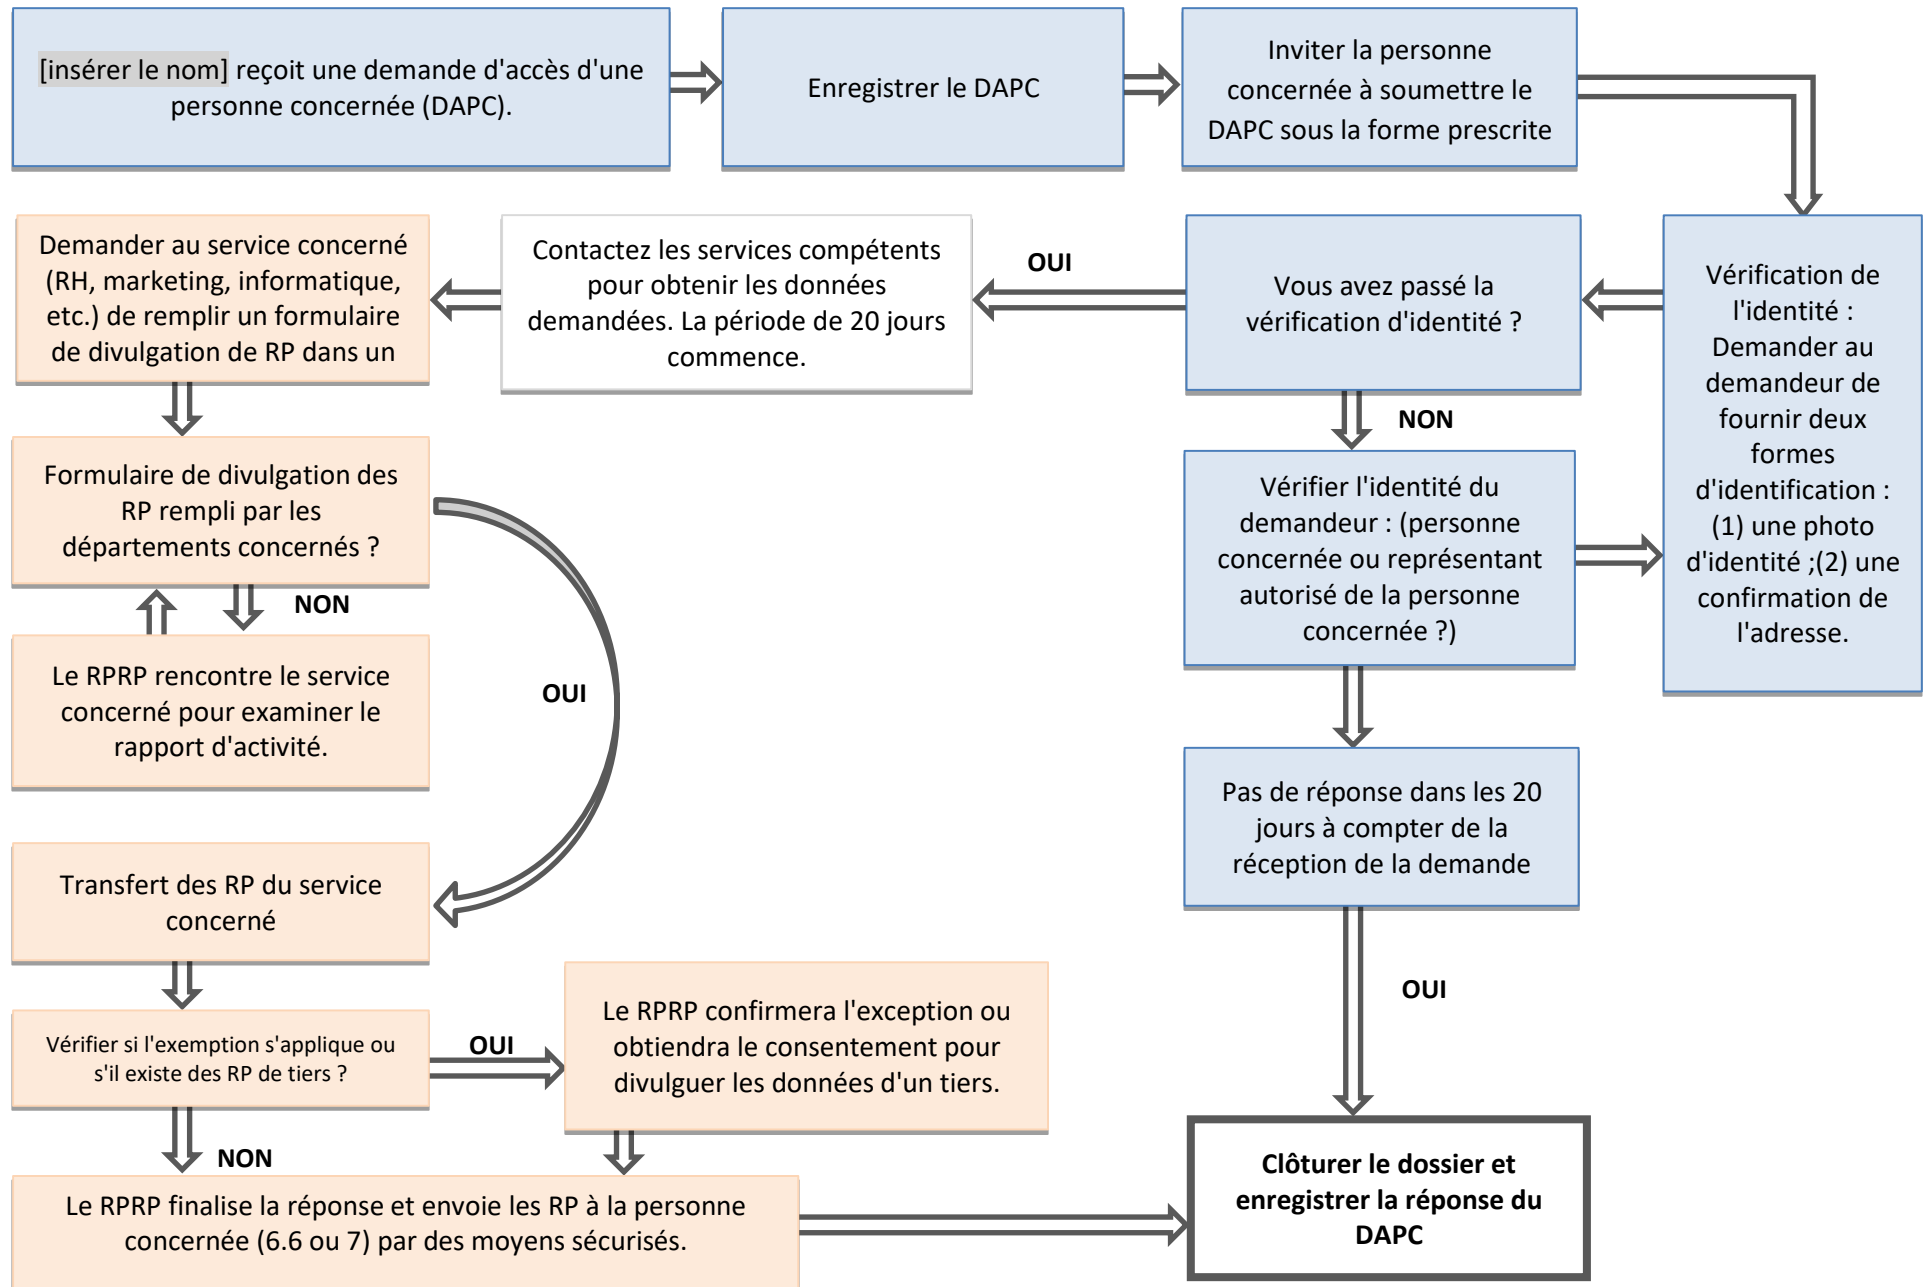 [insérer le nom] reçoit une demande d'accès d'une
personne concernée (DAPC).
Enregistrer le DAPC
Inviter la personne
concernée à soumettre le
DAPC sous la forme prescrite
Vérification de
l'identité :
Demander au
demandeur de
fournir deux
formes
d'identification :
(1) une photo
d'identité ;(2) une
confirmation de
l'adresse.
Vous avez passé la
vérification d'identité ?
OUI
Contactez les services compétents
pour obtenir les données
demandées. La période de 20 jours
commence.
Demander au service concerné
(RH, marketing, informatique,
etc.) de remplir un formulaire
de divulgation de RP dans un
NON
Vérifier l'identité du
demandeur : (personne
concernée ou représentant
autorisé de la personne
concernée ?)
Formulaire de divulgation des
RP rempli par les
départements concernés ?
NON
Le RPRP rencontre le service
concerné pour examiner le
rapport d'activité.
OUI
Pas de réponse dans les 20
jours à compter de la
réception de la demande
Transfert des RP du service
concerné
OUI
Vérifier si l'exemption s'applique ou
s'il existe des RP de tiers ?
OUI
Le RPRP confirmera l'exception ou
obtiendra le consentement pour
divulguer les données d'un tiers.
NON
Le RPRP finalise la réponse et envoie les RP à la personne
concernée (6.6 ou 7) par des moyens sécurisés.
Clôturer le dossier et
enregistrer la réponse du
DAPC